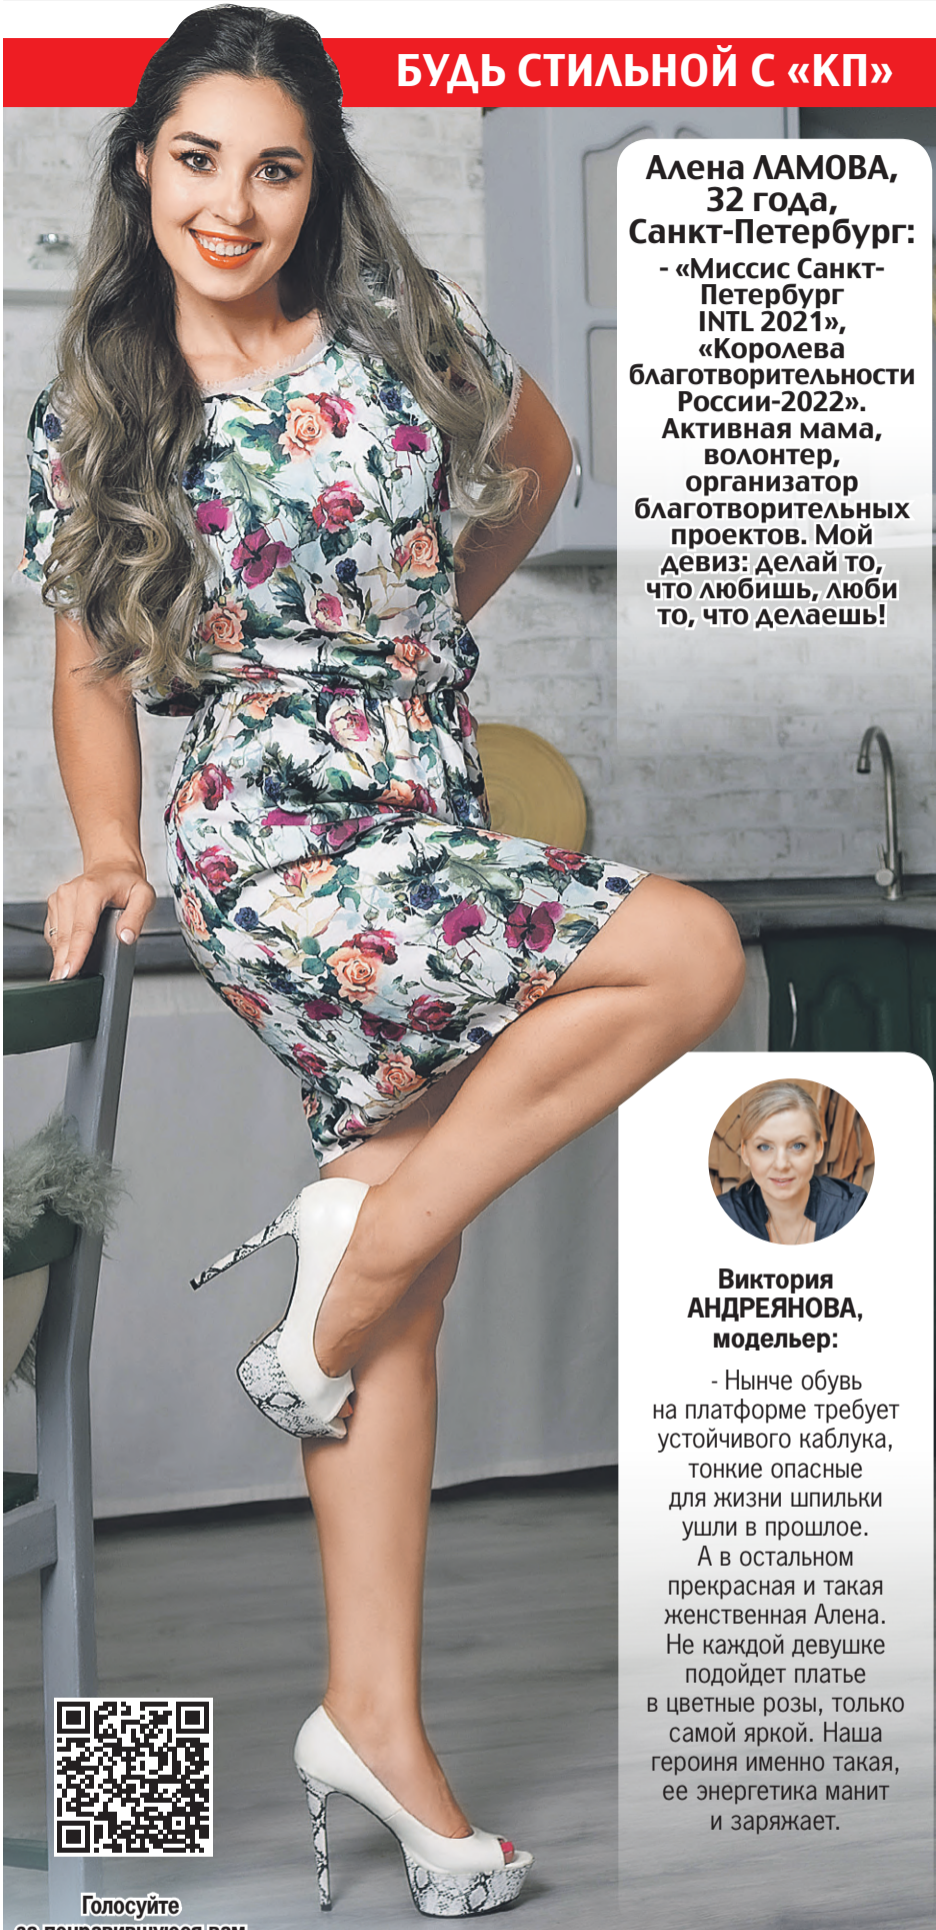 БУДЬ СТИЛЬНОЙ С «КП»
Алена ЛАМОВА,
32 года,
Санкт-Петербург:
- «Миссис Санкт-
Петербург
INTL 2021»,
«Королева
благотворительности
России-2022».
Активная мама,
волонтер,
организатор
благотворительных
проектов. Мой
девиз: делай то,
что любишь, люби
то, что делаешь!
Виктория
АНДРЕЯНОВА,
модельер:
- Нынче обувь
на платформе требует
устойчивого каблука,
тонкие опасные
для жизни шпильки
ушли в прошлое.
А в остальном
прекрасная и такая
женственная Алена.
Не каждой девушке
подойдет платье
в цветные розы, только
самой яркой. Наша
героиня именно такая,
ее энергетика манит
и заряжает.
Голосуйте
за понравившуюся вам